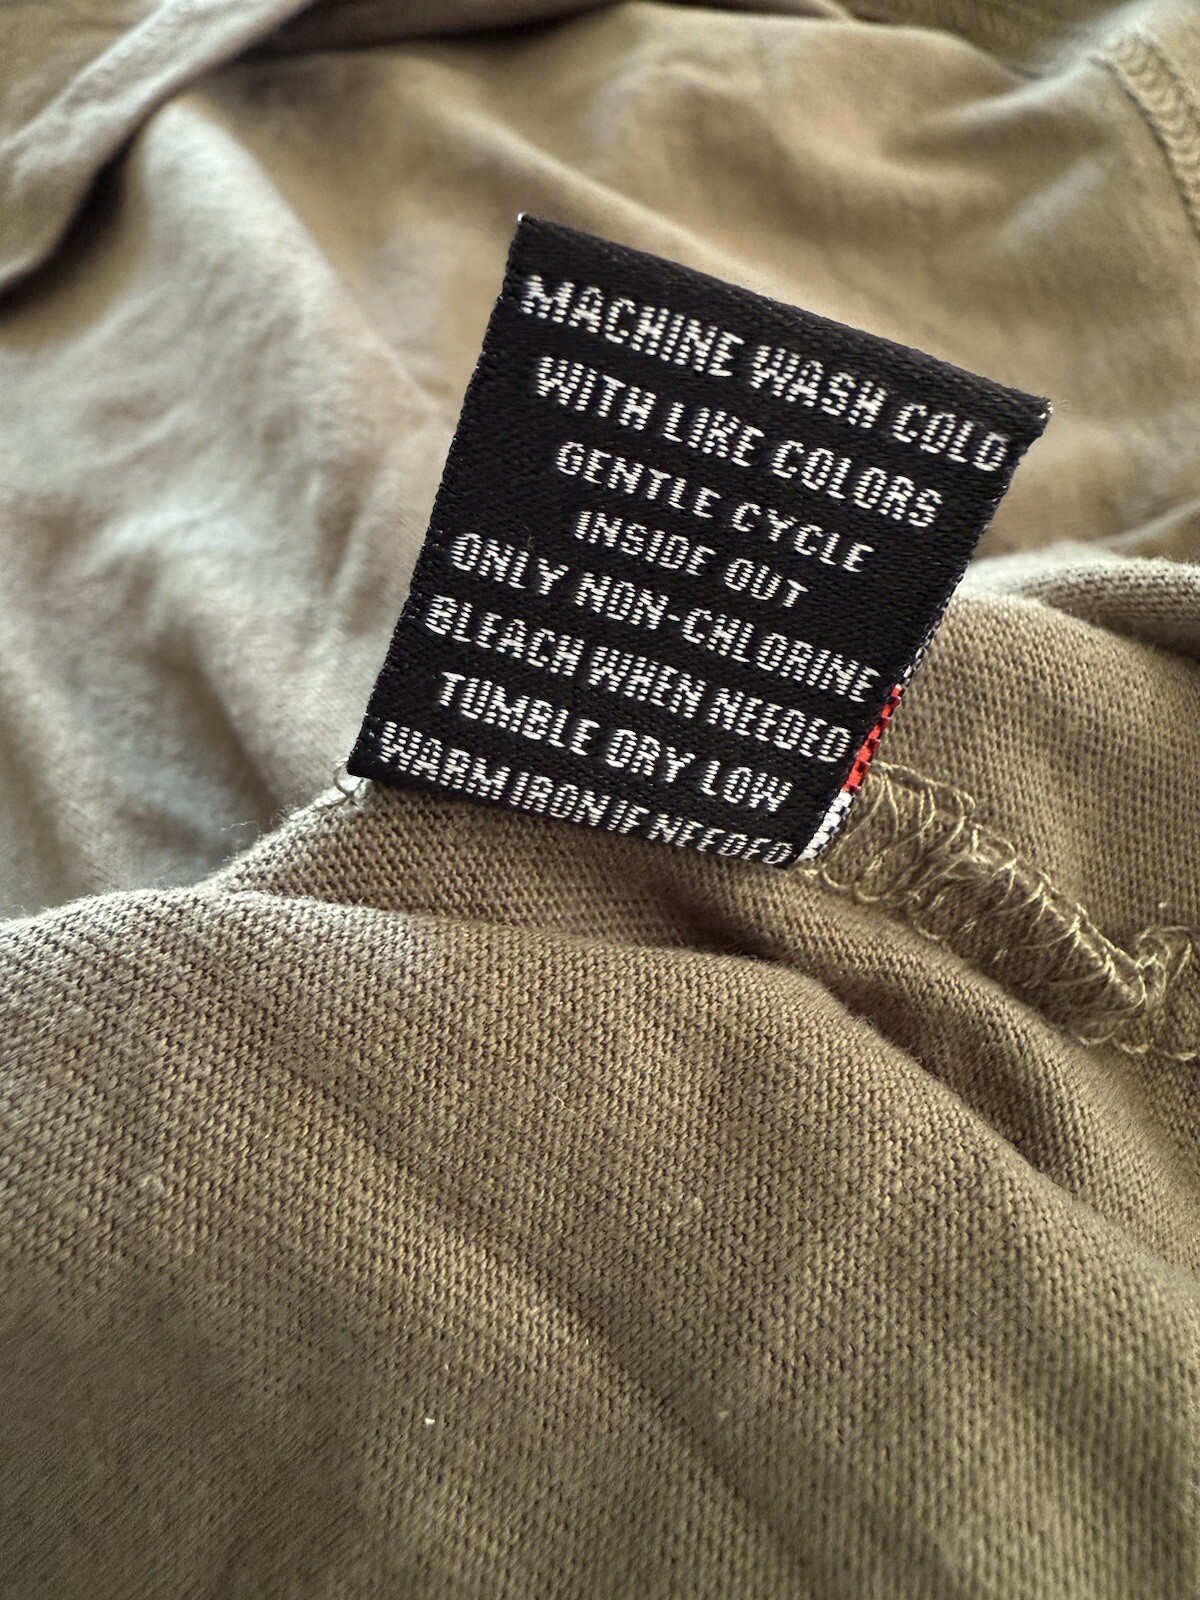 MACHINE WASH COLD
WITH LIKE COLORS
GENTLE CYCLE
INSIDE OUT
ONLY NON-CHLORINE
BLEACH WHEN NEEDED
TUMBLE DRY LOW
WARM IRON IF NEEDED